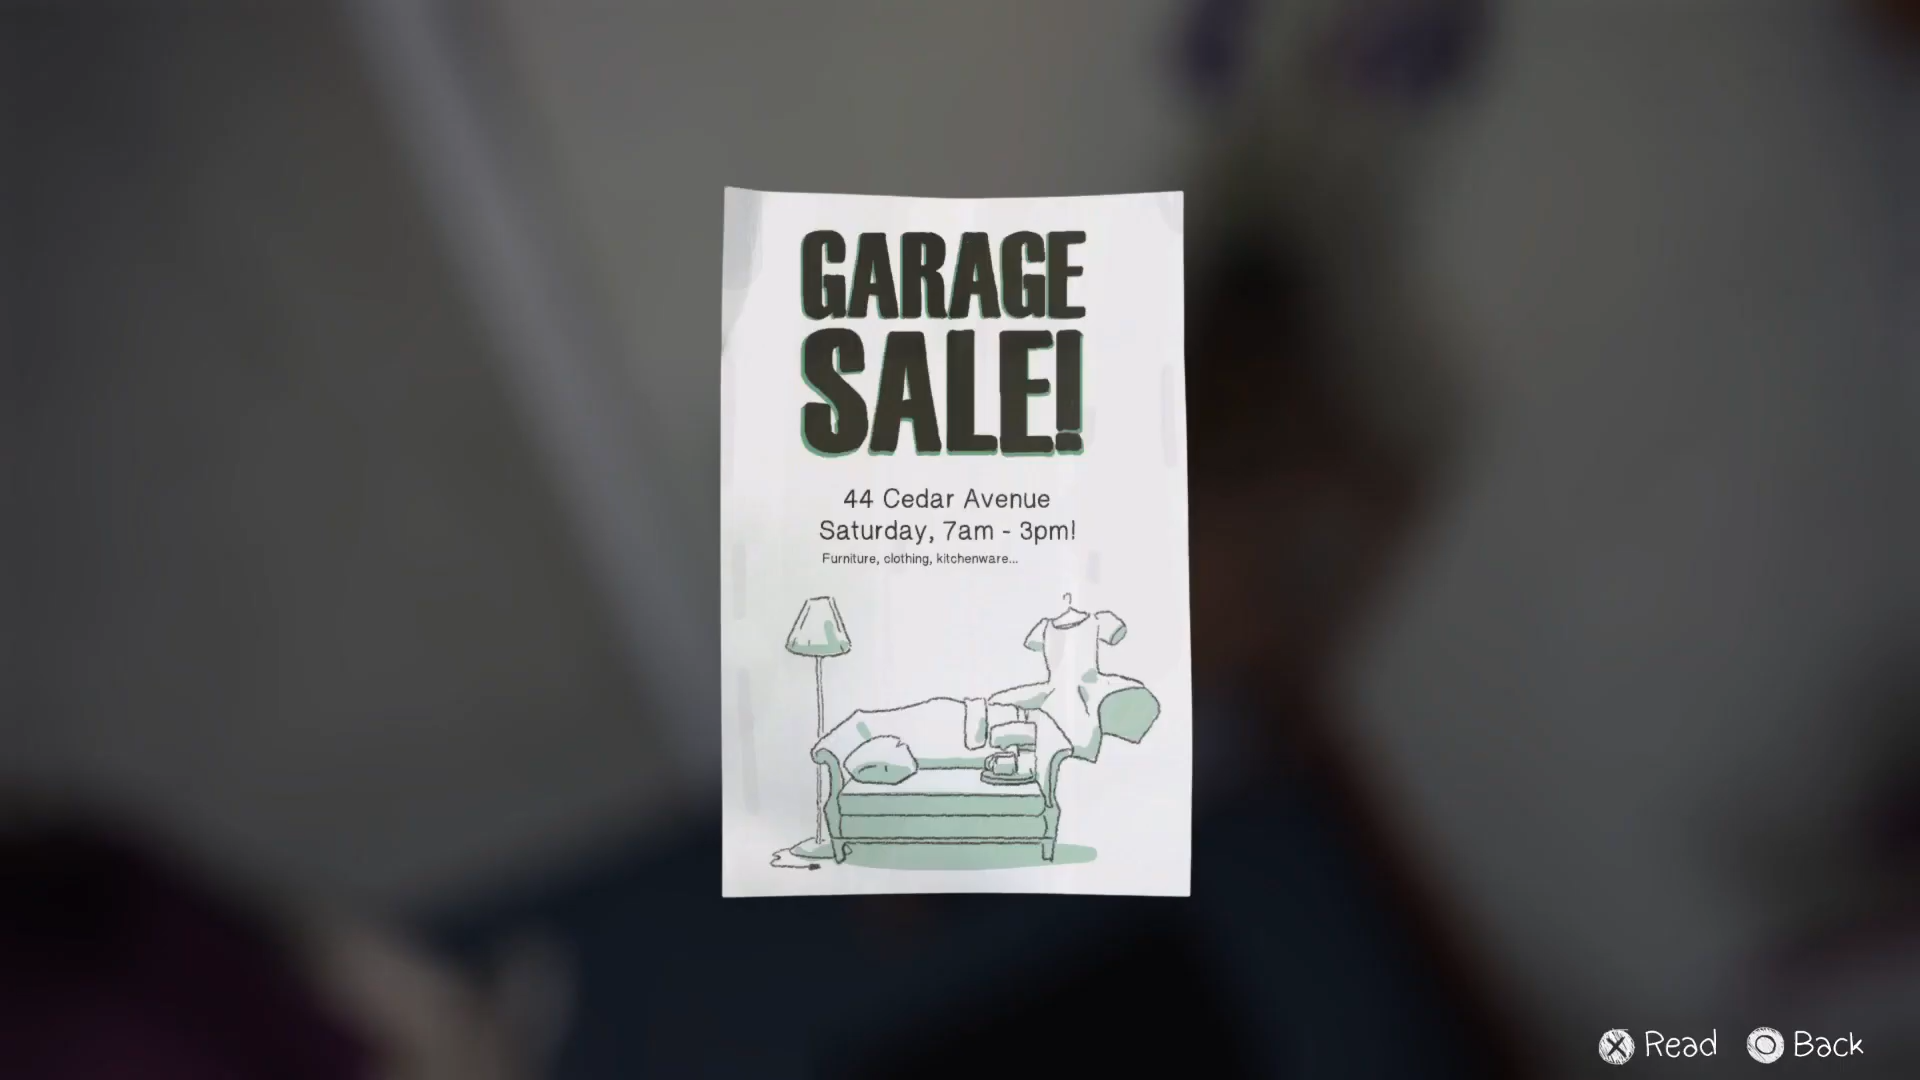 GARAGE
SALE!
44 Cedar Avenue
Saturday, 7am - 3pm!
Furniture, clothing, kitchenware...
Read
Back